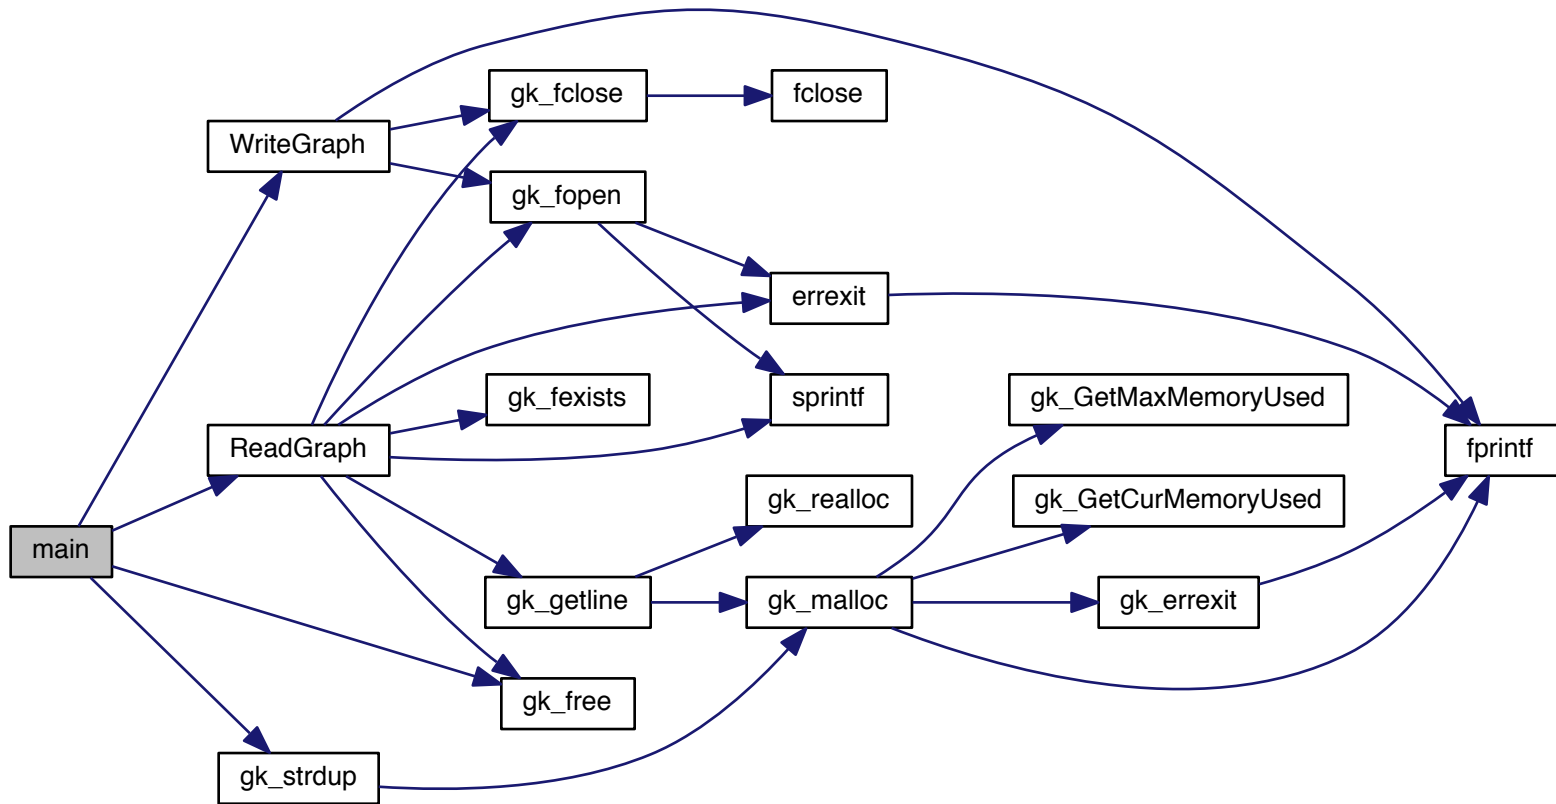 gk_fclose
fclose
WriteGraph
gk_fopen
errexit
gk_fexists
sprintf
gk_GetMaxMemoryUsed
ReadGraph
fprintf
gk_realloc
gk_GetCurMemoryUsed
main
gk_getline
gk_malloc
gk_errexit
gk_free
gk_strdup